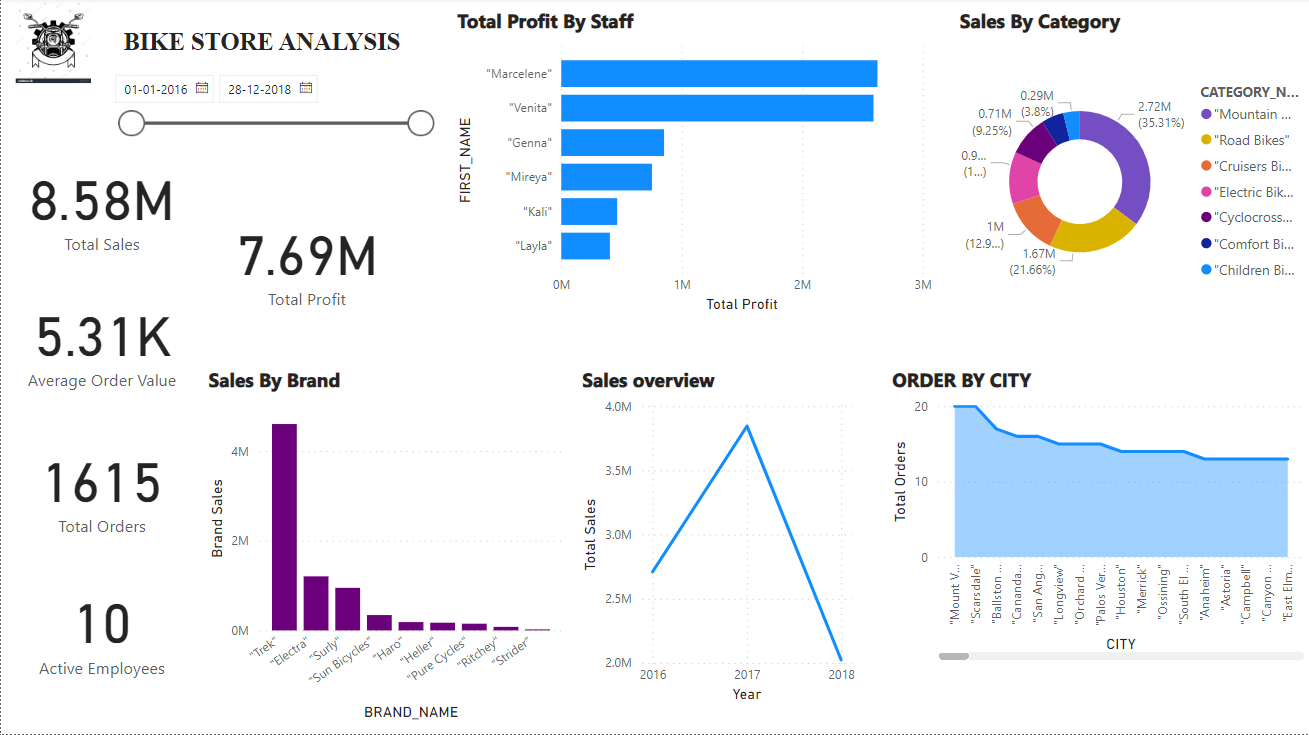 BIKE STORE ANALYSIS
01-01-2016
28-12-2018
8.58M
Total Sales
7.69M
Total Profit
5.31K
Average Order Value
1615
Total Orders
10
Active Employees
Total Profit By Staff
FIRST_NAME
"Marcelene"
"Venita"
"Genna"
"Mireya"
"Kali"
"Layla"
0M
1M
2M
3M
Total Profit
Sales By Category
2.72M
(35.31%)
1.67M
(21.66%)
1M
(12.9...)
0.9...
(1...)
0.71M
(9.25%)
0.29M
(3.8%)
CATEGORY_N...
"Mountain ...
"Road Bikes"
"Cruisers Bi...
"Electric Bik...
"Cyclocross...
"Comfort Bi...
"Children Bi...
Sales By Brand
Brand Sales
4M
2M
0M
"Trek"
"Electra"
"Surly"
"Sun Bicycles"
"Haro"
"Heller"
"Pure Cycles"
"Ritchey"
"Strider"
BRAND_NAME
Sales overview
Total Sales
4.0M
3.5M
3.0M
2.5M
2.0M
2016
2017
2018
Year
ORDER BY CITY
Total Orders
20
10
0
"Mount V...
"Scarsdale"
"Ballston ...
"Cananda...
"San Ang...
"Longview"
"Orchard ...
"Palos Ver...
"Houston"
"Merrick"
"Ossining"
"South El ...
"Anaheim"
"Astoria"
"Campbell"
"Canyon ...
"East Elm...
CITY